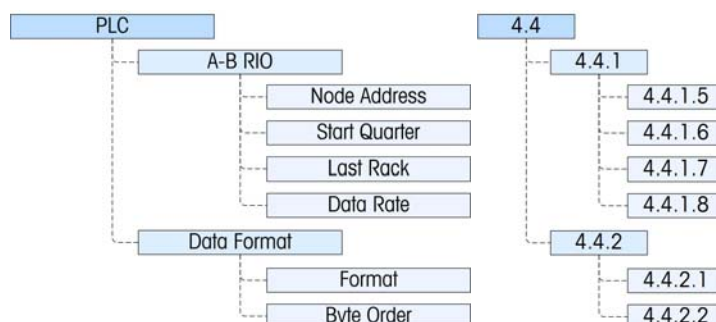 PLC 4.4
A-B RIO 4.4.1
Node Address 4.4.1.5
Start Quarter 4.4.1.6
Last Rack 4.4.1.7
Data Rate 4.4.1.8
Data Format 4.4.2
Format 4.4.2.1
Byte Order 4.4.2.2